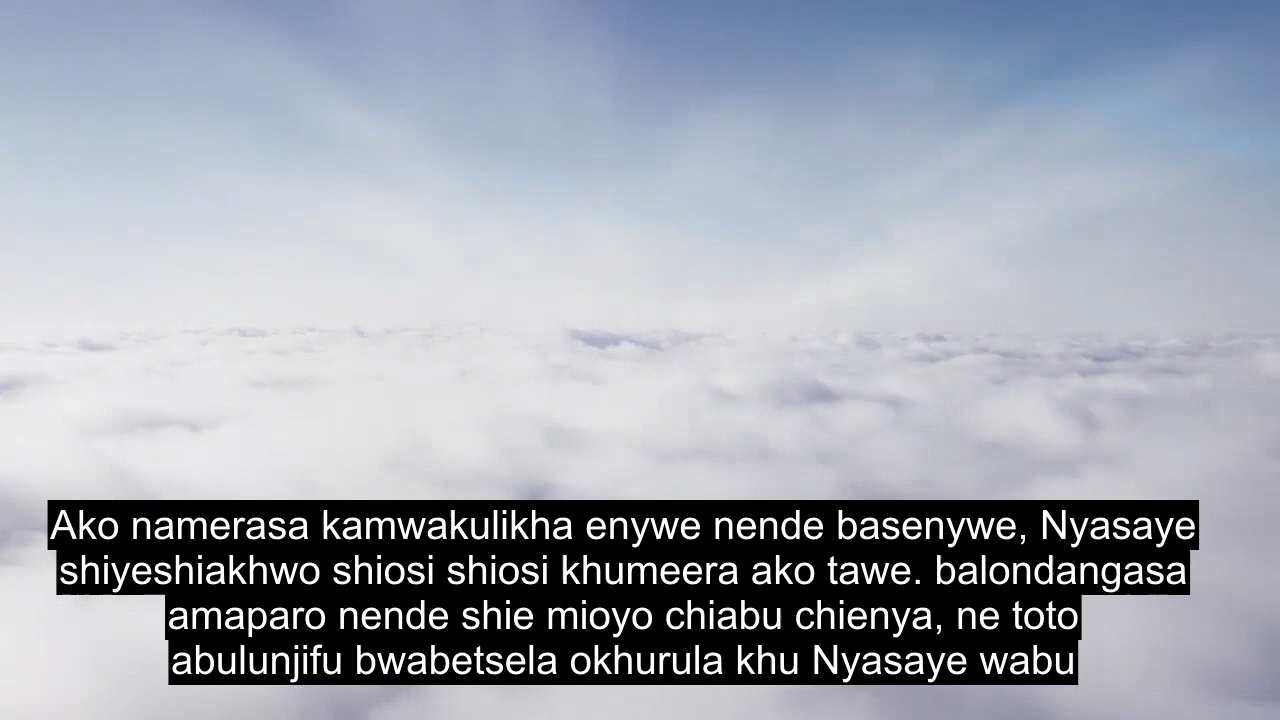 Ako namerasa kamwakulikha enywe nende basenywe, Nyasaye
shiyeshiakhwo shiosi shiosi khumeera ako tawe. balondangasa
amaparo nende shie mioyo chiabu chienya, ne toto
abulunjifu bwabetsela okhurula khu Nyasaye wabu